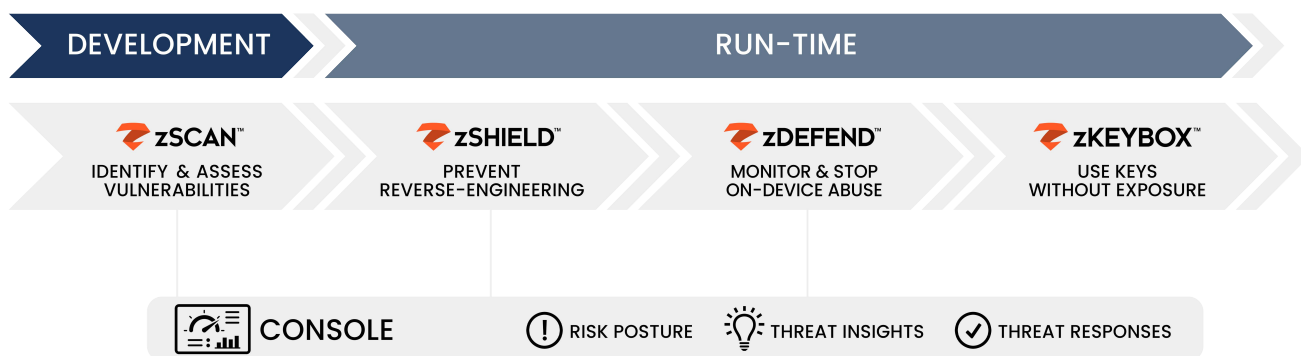 DEVELOPMENT
RUN-TIME
zSCAN™
IDENTIFY & ASSESS
VULNERABILITIES
zSHIELD™
PREVENT
REVERSE-ENGINEERING
zDEFEND™
MONITOR & STOP
ON-DEVICE ABUSE
zKEYBOX™
USE KEYS
WITHOUT EXPOSURE
CONSOLE
RISK POSTURE
THREAT INSIGHTS
THREAT RESPONSES